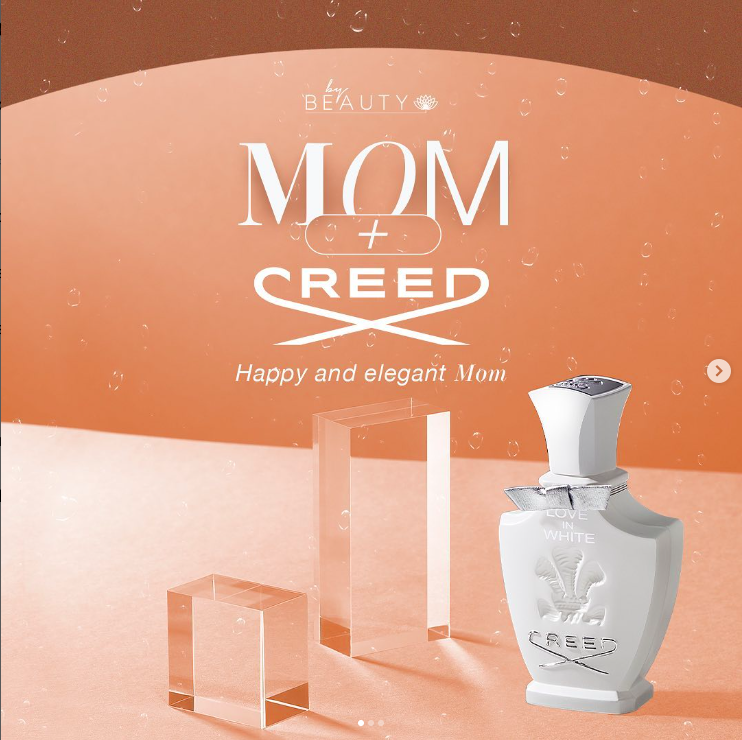 by
BEAUTY
MOM
+
CREED
Happy and elegant Mom
LOVE
IN
WHITE
CREED